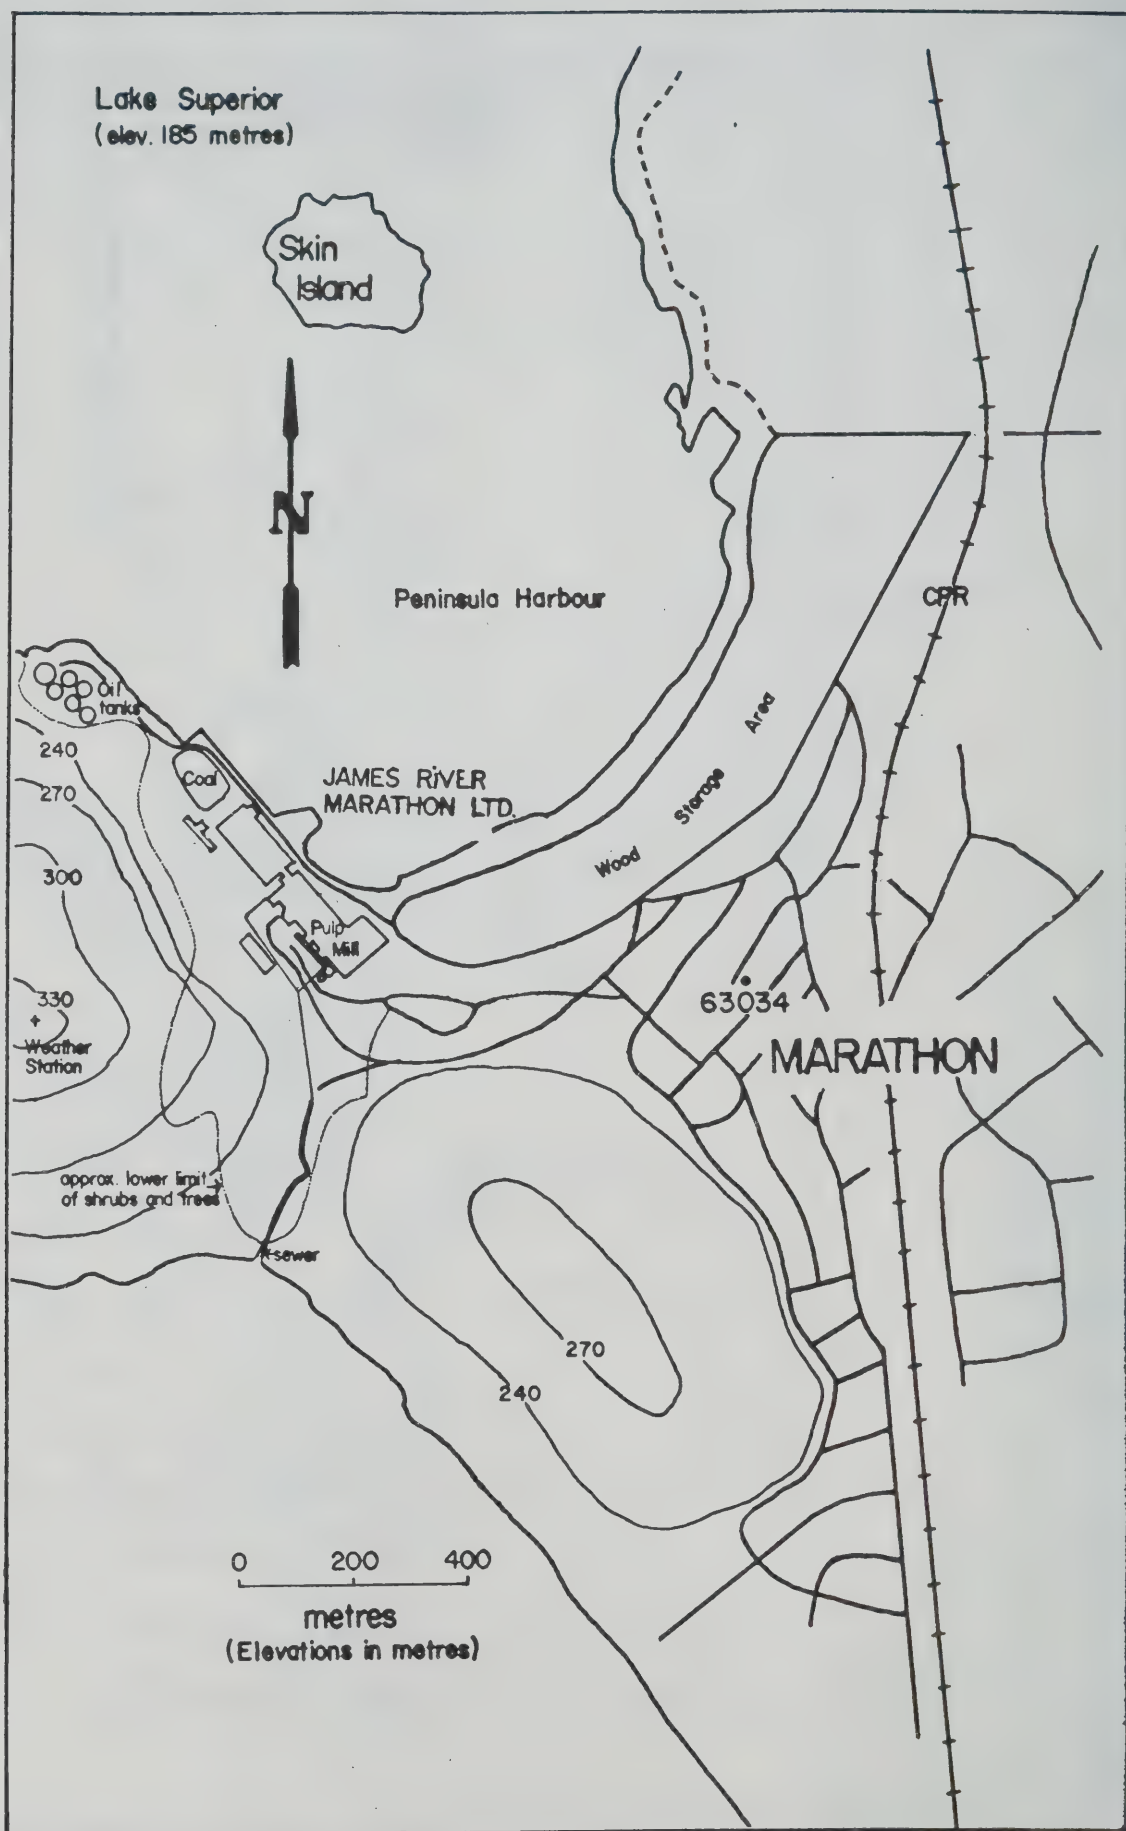 Lake Superior
(elev. 185 metres)
Skin
Island
N
Peninsula Harbour
CPR
Oil
tanks
240
270
Coal
JAMES RIVER
MARATHON LTD.
Wood Storage Area
300
Pulp
Mill
330
+
Weather
Station
63034
MARATHON
approx. lower limit
of shrubs and trees
sewer
270
240
0 200 400
metres
(Elevations in metres)